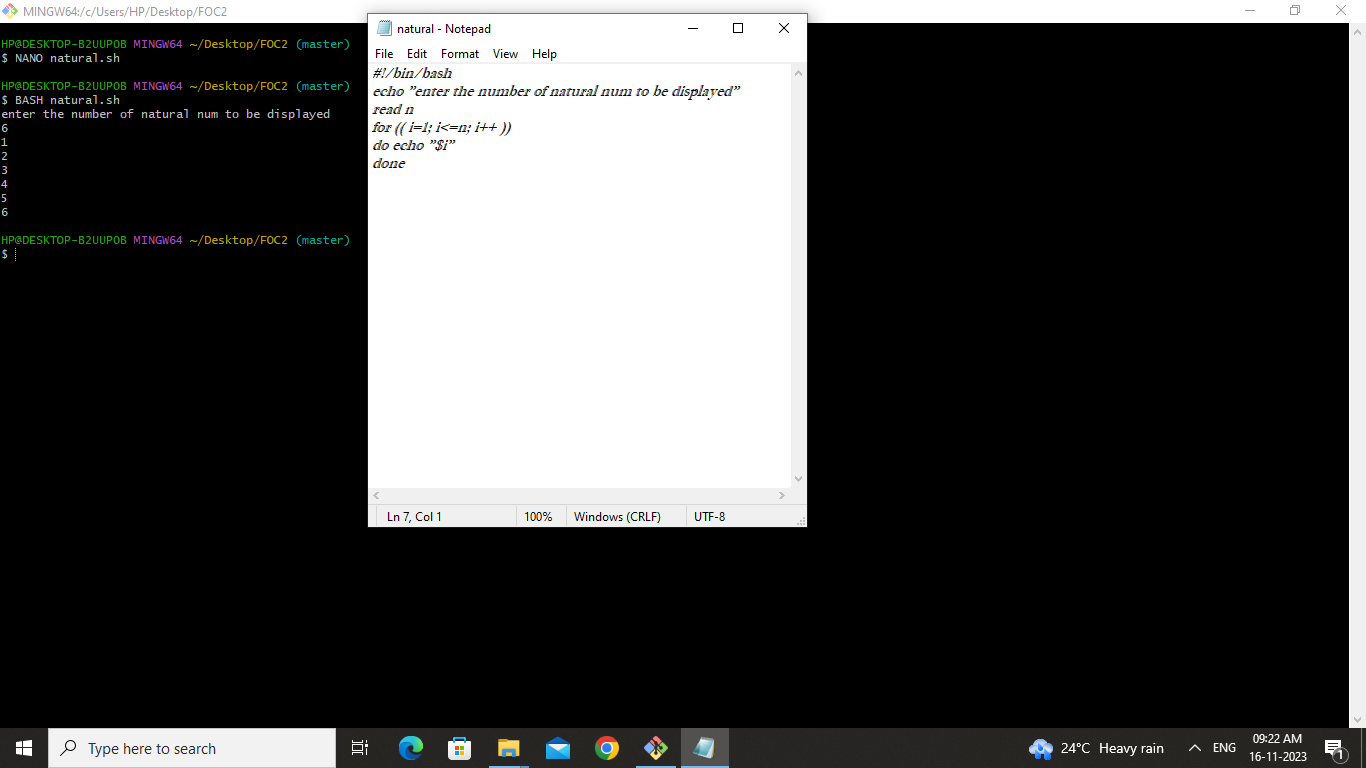 MINGW64:/c/Users/HP/Desktop/FOC2
HP@DESKTOP-B2UUPOB MINGW64 ~/Desktop/FOC2 (master)
$ NANO natural.sh
HP@DESKTOP-B2UUPOB MINGW64 ~/Desktop/FOC2 (master)
$ BASH natural.sh
enter the number of natural num to be displayed
6
1
2
3
4
5
6
HP@DESKTOP-B2UUPOB MINGW64 ~/Desktop/FOC2 (master)
$
natural - Notepad
File Edit Format View Help
#!/bin/bash
echo "enter the number of natural num to be displayed"
read n
for (( i=1; i<=n; i++ ))
do echo "$i"
done
Ln 7, Col 1 100% Windows (CRLF) UTF-8
Type here to search
24°C Heavy rain
ENG
09:22 AM
16-11-2023
1